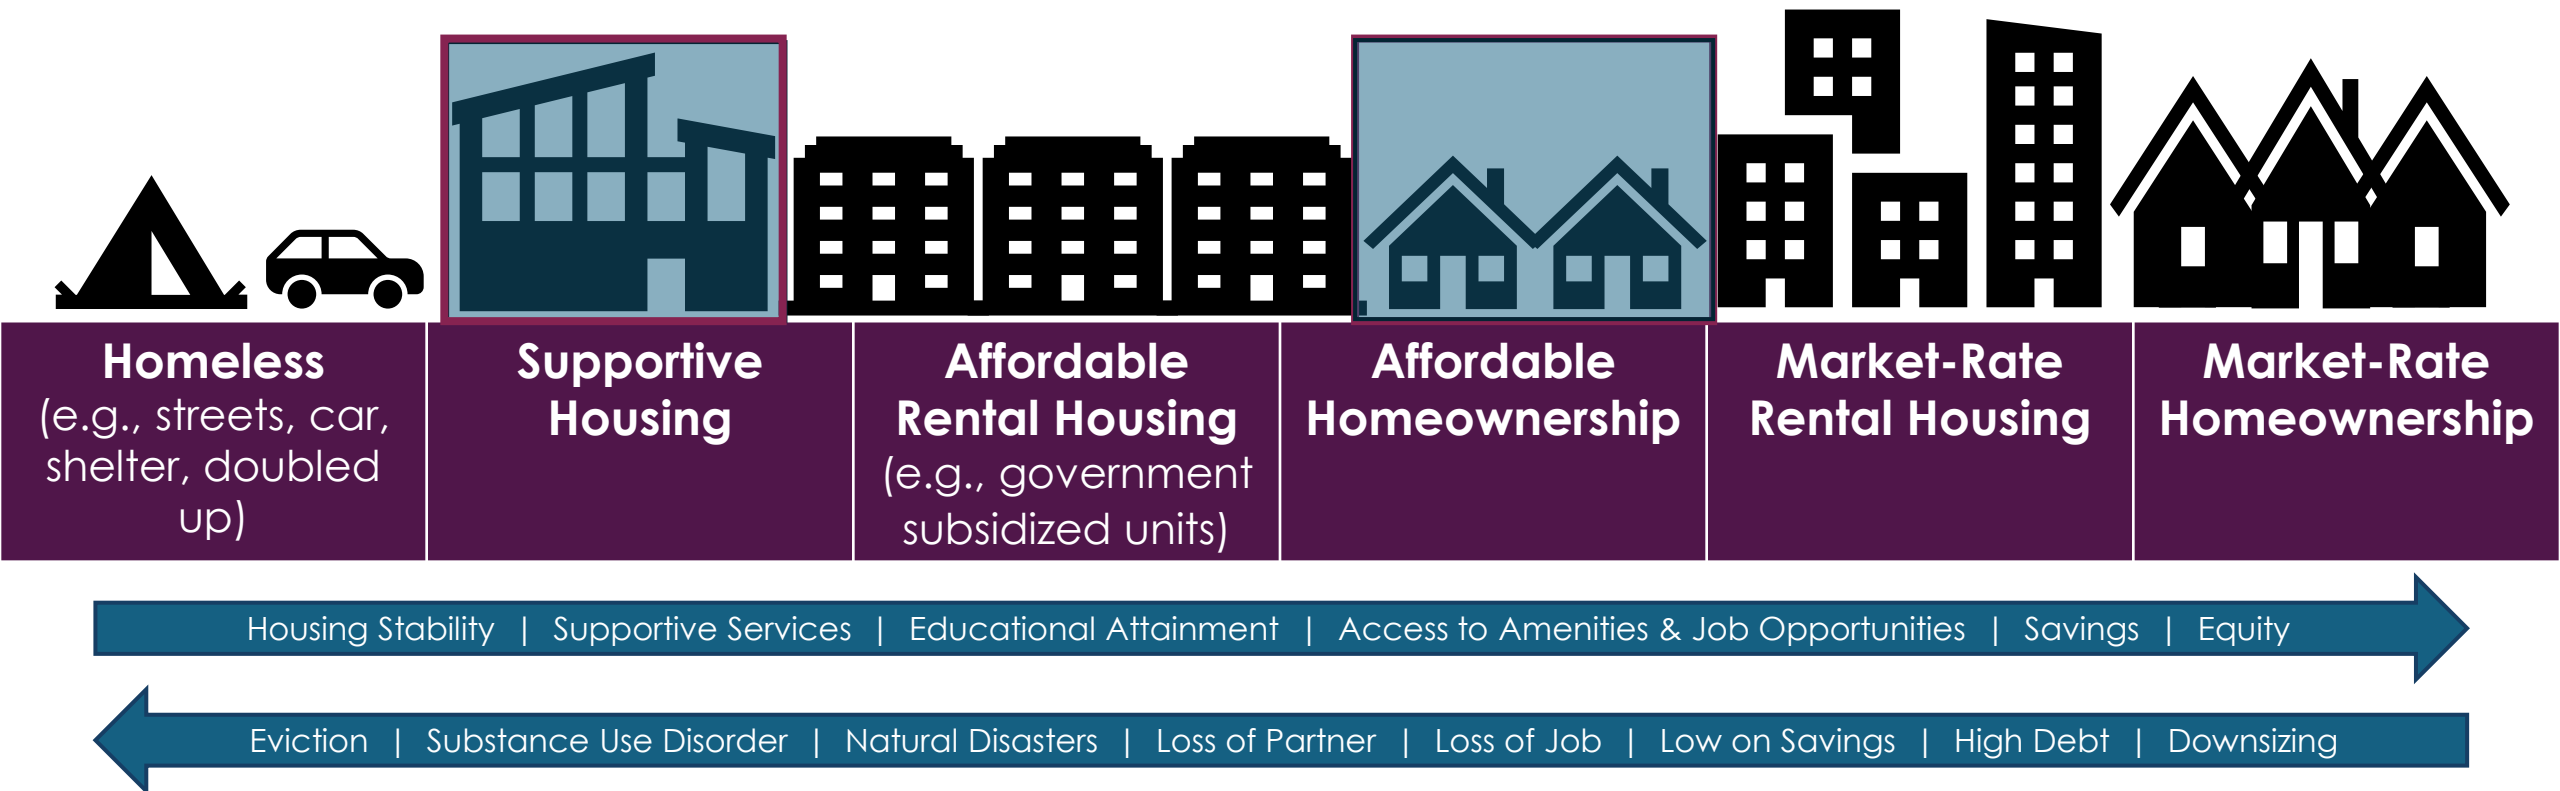 Homeless
(e.g., streets, car,
shelter, doubled
up)
Supportive
Housing
Affordable
Rental Housing
(e.g., government
subsidized units)
Affordable
Homeownership
Market-Rate
Rental Housing
Market-Rate
Homeownership
Housing Stability | Supportive Services | Educational Attainment | Access to Amenities & Job Opportunities | Savings | Equity
Eviction | Substance Use Disorder | Natural Disasters | Loss of Partner | Loss of Job | Low on Savings | High Debt | Downsizing